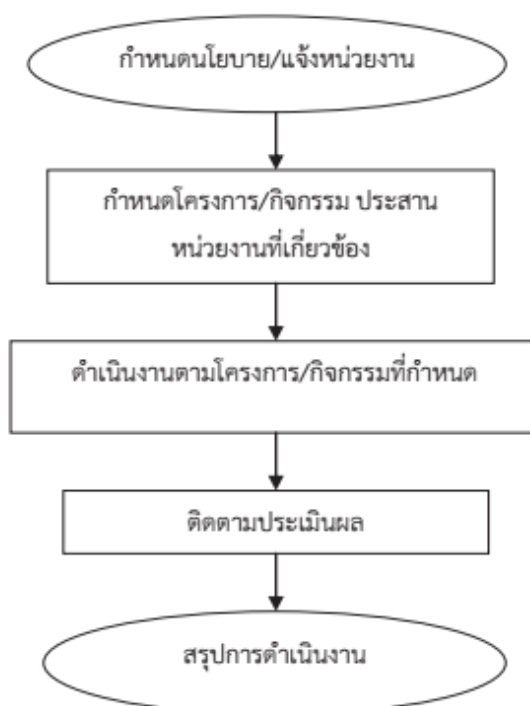 กำหนดนโยบาย/แจ้งหน่วยงาน
กำหนดโครงการ/กิจกรรม ประสาน
หน่วยงานที่เกี่ยวข้อง
ดำเนินงานตามโครงการ/กิจกรรมที่กำหนด
ติดตามประเมินผล
สรุปการดำเนินงาน